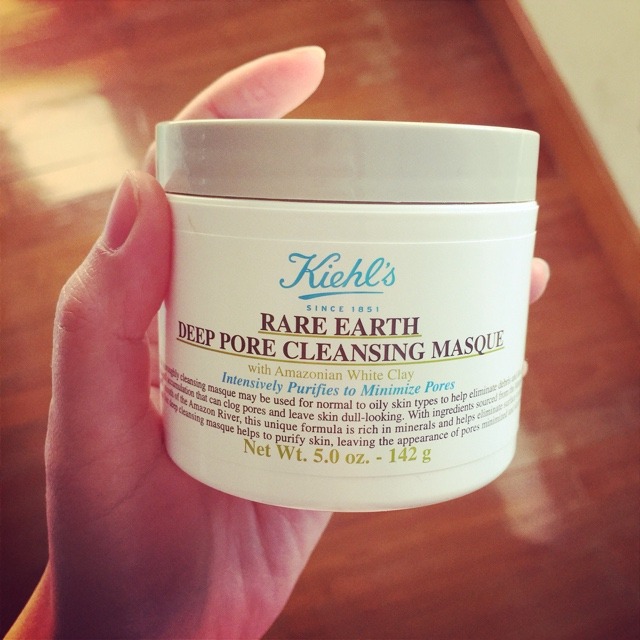 Kiehl's
SINCE 1851
RARE EARTH
DEEP PORE CLEANSING MASQUE
with Amazonian White Clay
Intensively Purifies to Minimize Pores
cleansing masque may be used for normal to oily skin types to help eliminate debris
that can clog pores and leave skin dull-looking. With ingredients sourced from
of the Amazon River, this unique formula is rich in minerals and helps eliminate
deep cleansing masque helps to purify skin, leaving the appearance of pores
Net Wt. 5.0 oz. - 142 g